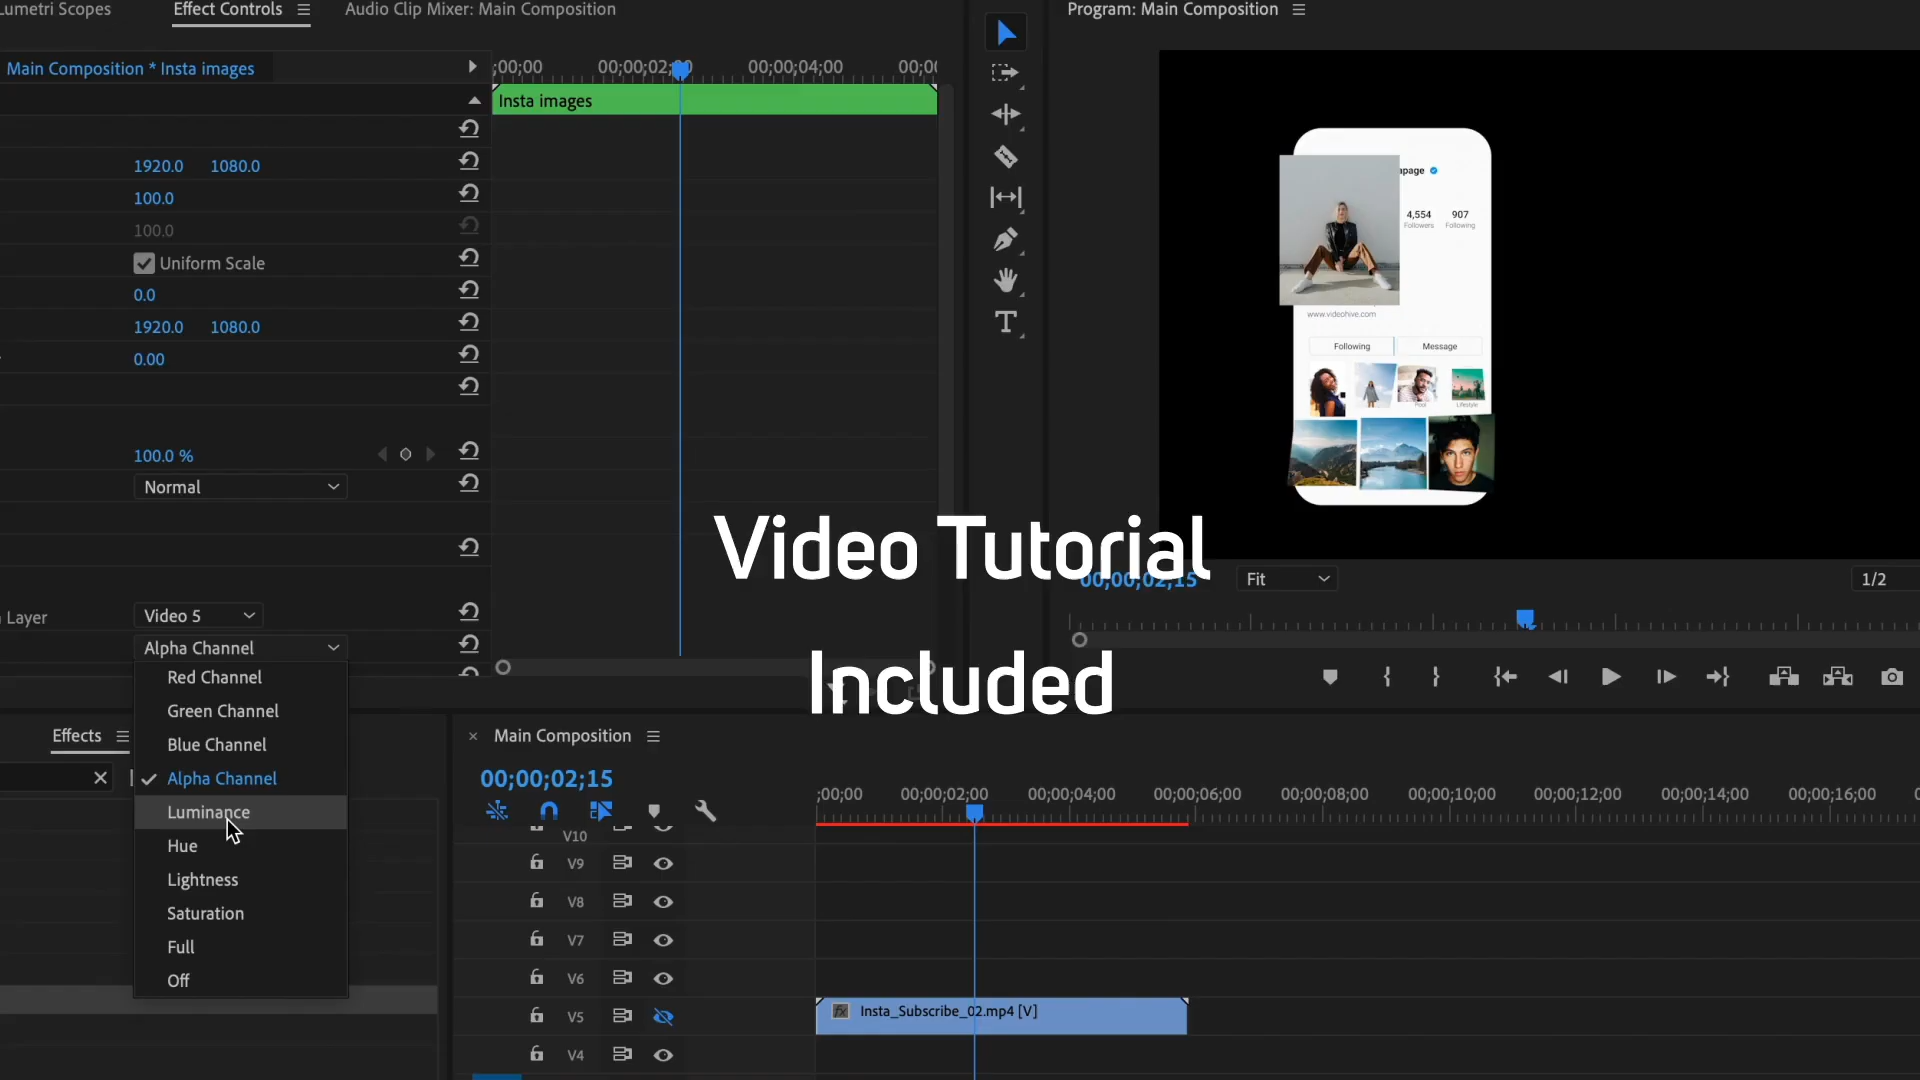 Lumetri Scopes
Effect Controls
Audio Clip Mixer: Main Composition
Program: Main Composition
Main Composition * Insta images
;00;00
00;00;02;00
00;00;04;00
Insta images
1920.0 1080.0
100.0
100.0
Uniform Scale
0.0
1920.0 1080.0
0.00
100.0 %
Normal
Layer
Video 5
Alpha Channel
Red Channel
Green Channel
Blue Channel
Alpha Channel
Luminance
Hue
Lightness
Saturation
Full
Off
4,554
907
Followers
Following
www.videohive.com
Following
Message
Lifestyle
Video Tutorial
Included
00;00;02;15
Fit
1/2
Effects
Main Composition
00;00;02;15
;00;00
00;00;02;00
00;00;04;00
00;00;06;00
00;00;08;00
00;00;10;00
00;00;12;00
00;00;14;00
00;00;16;00
V10
V9
V8
V7
V6
V5
fx Insta_Subscribe_02.mp4 [V]
V4